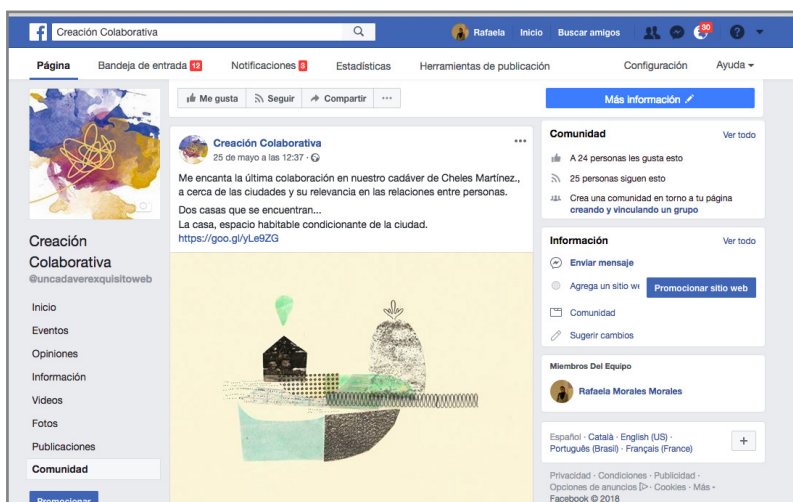 Creación Colaborativa
Rafaela Inicio Buscar amigos 30
Página Bandeja de entrada 12 Notificaciones 3 Estadísticas Herramientas de publicación Configuración Ayuda
Creación
Colaborativa
@uncadaverexquisitoweb
Inicio
Eventos
Opiniones
Información
Videos
Fotos
Publicaciones
Comunidad
Promocionar
Me gusta Seguir Compartir
Creación Colaborativa
25 de mayo a las 12:37 ·
Me encanta la última colaboración en nuestro cadáver de Cheles Martínez.,
a cerca de las ciudades y su relevancia en las relaciones entre personas.
Dos casas que se encuentran...
La casa, espacio habitable condicionante de la ciudad.
https://goo.gl/yLe9ZG
Más información
Comunidad Ver todo
A 24 personas les gusta esto
25 personas siguen esto
Crea una comunidad en torno a tu página
creando y vinculando un grupo
Información Ver todo
Enviar mensaje
Agrega un sitio Promocionar sitio web
Comunidad
Sugerir cambios
Miembros Del Equipo
Rafaela Morales Morales
Español · Català · English (US) ·
Português (Brasil) · Français (France)
Privacidad · Condiciones · Publicidad ·
Opciones de anuncios · Cookies · Más ·
Facebook © 2018